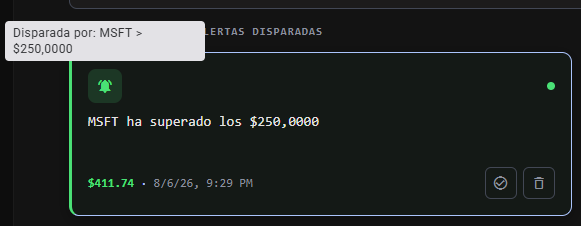 Disparada por: MSFT >
$250,0000
LERTAS DISPARADAS
MSFT ha superado los $250,0000
$411.74 · 8/6/26, 9:29 PM